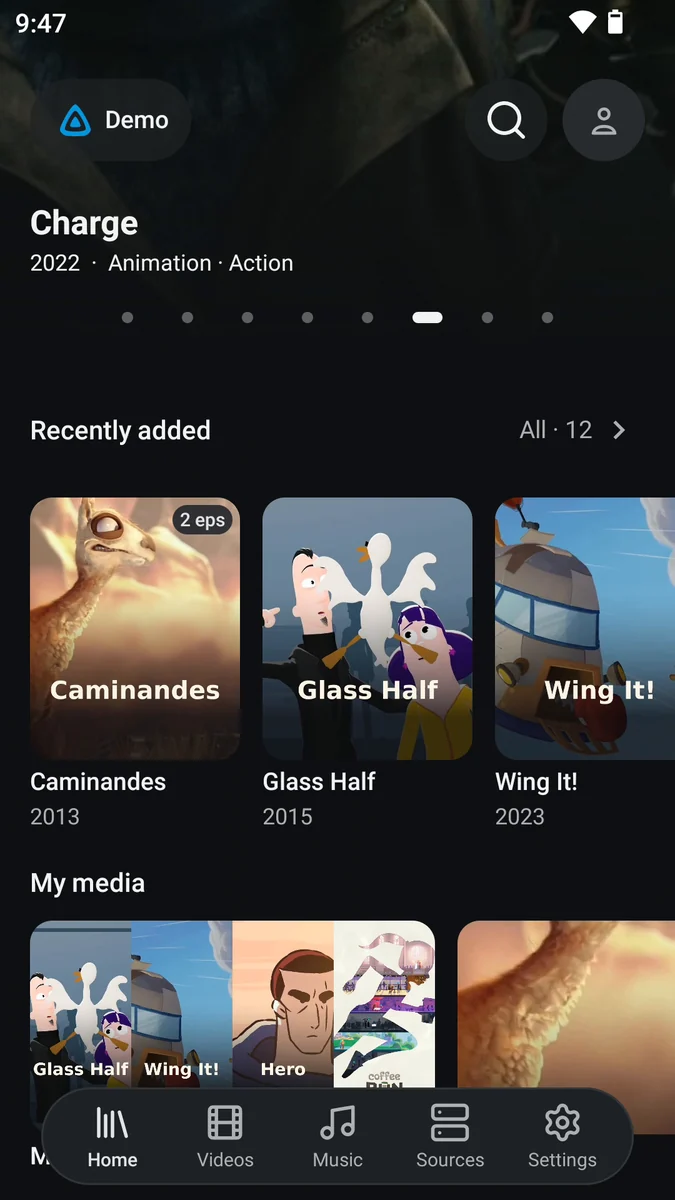 9:47
Demo
Charge
2022 · Animation · Action
Recently added
All · 12
2 eps
Caminandes
Glass Half
Wing It!
Caminandes
Glass Half
Wing It!
2013
2015
2023
My media
Glass Half
Wing It!
Hero
coffee
RUN
M
Home
Videos
Music
Sources
Settings